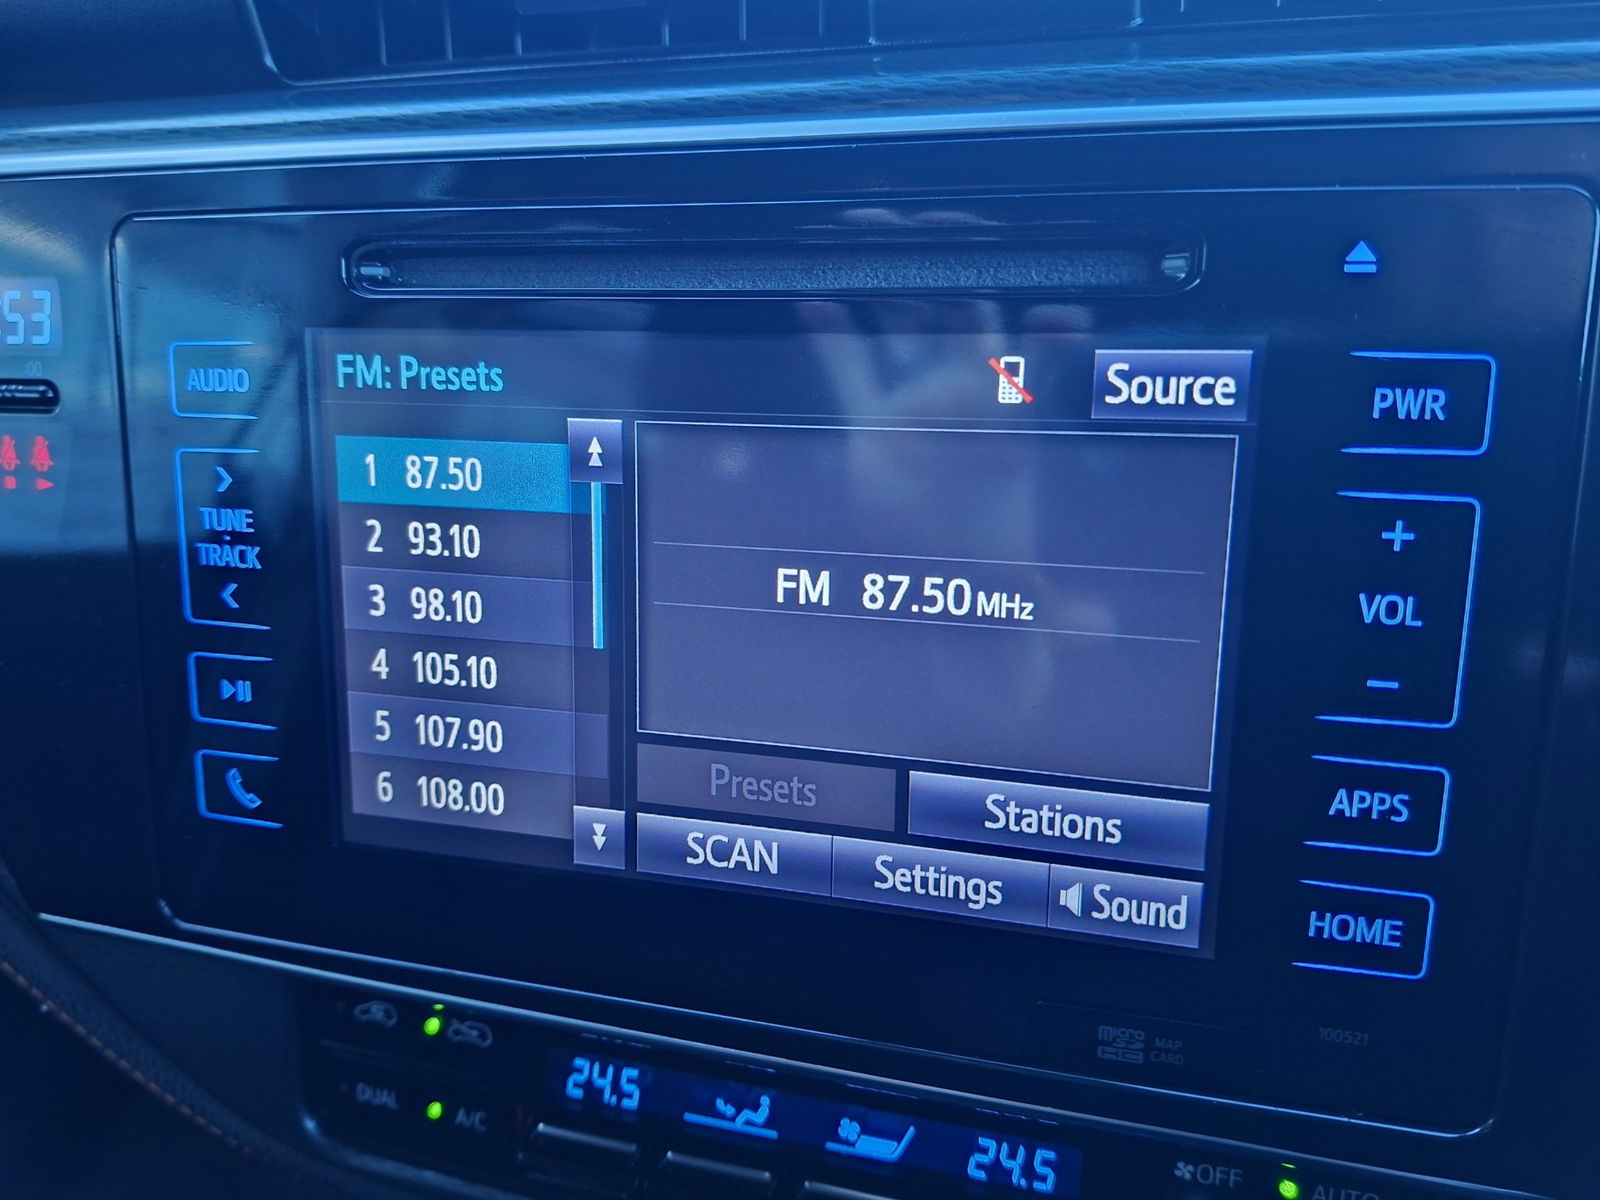 :53
:00
AUDIO
TUNE
TRACK
FM: Presets
Source
1 87.50
2 93.10
3 98.10
4 105.10
5 107.90
6 108.00
FM 87.50 MHz
Presets
Stations
SCAN
Settings
Sound
PWR
+
VOL
-
APPS
HOME
micro
SD
HC
MAP
CARD
100521
DUAL
A/C
24.5
24.5
OFF
AUTO